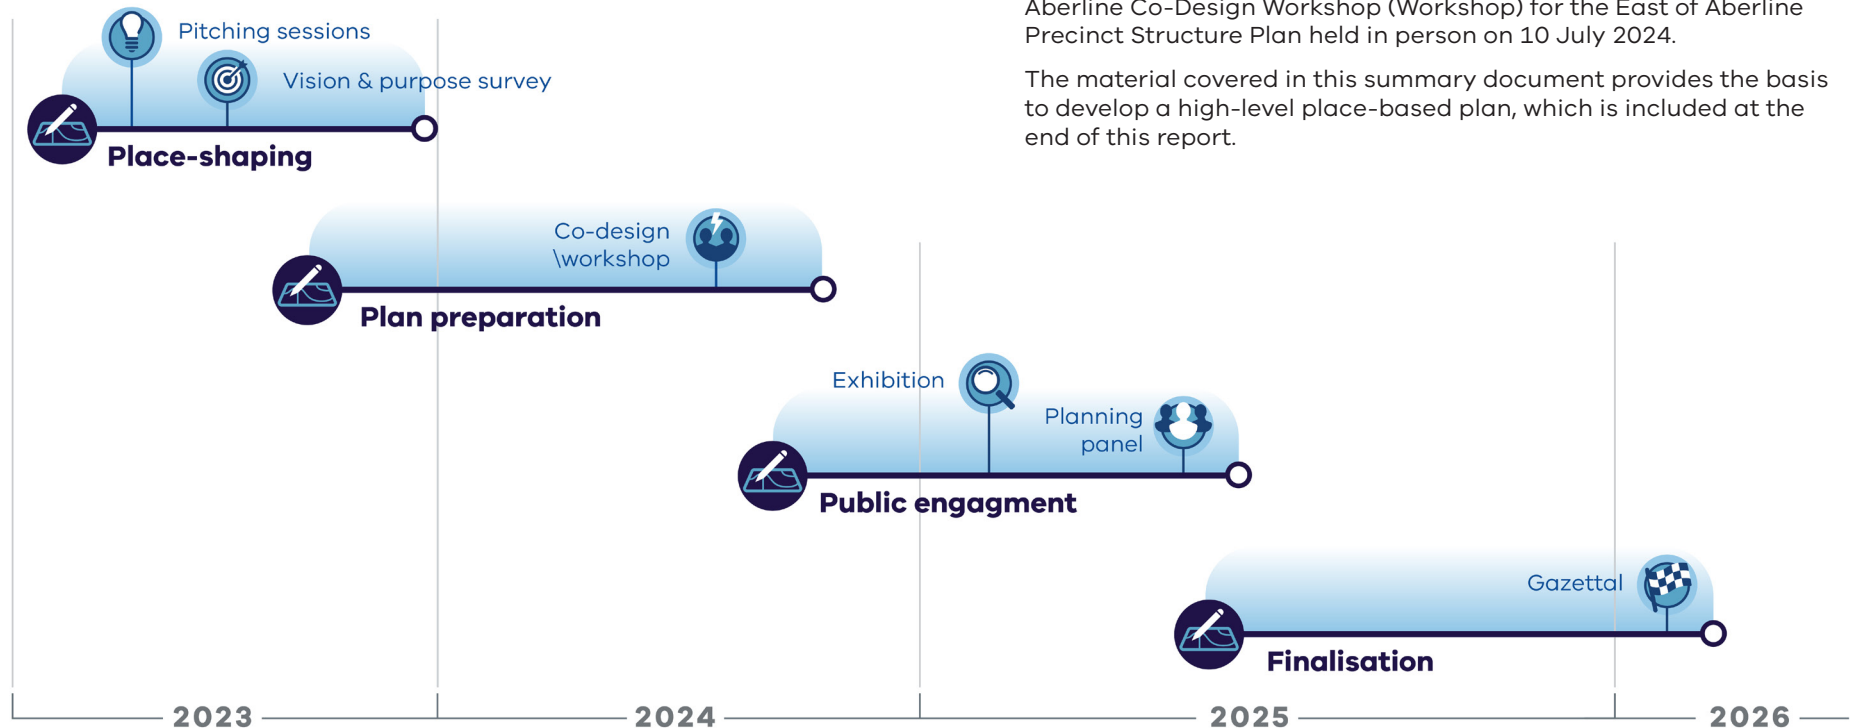 Aberline Co-Design Workshop (Workshop) for the East of Aberline
Precinct Structure Plan held in person on 10 July 2024.
The material covered in this summary document provides the basis
to develop a high-level place-based plan, which is included at the
end of this report.
Pitching sessions
Vision & purpose survey
Place-shaping
Co-design
\workshop
Plan preparation
Exhibition
Planning
panel
Public engagment
Gazettal
Finalisation
2023
2024
2025
2026